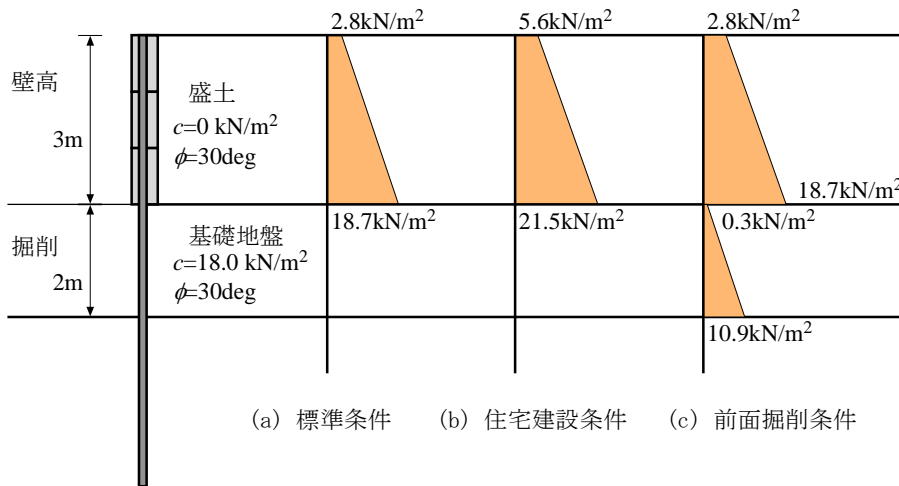 2.8kN/m²
5.6kN/m²
2.8kN/m²
壁高
3m
盛土
c=0 kN/m²
ϕ=30deg
18.7kN/m²
18.7kN/m²
21.5kN/m²
0.3kN/m²
掘削
2m
基礎地盤
c=18.0 kN/m²
ϕ=30deg
10.9kN/m²
(a) 標準条件
(b) 住宅建設条件
(c) 前面掘削条件